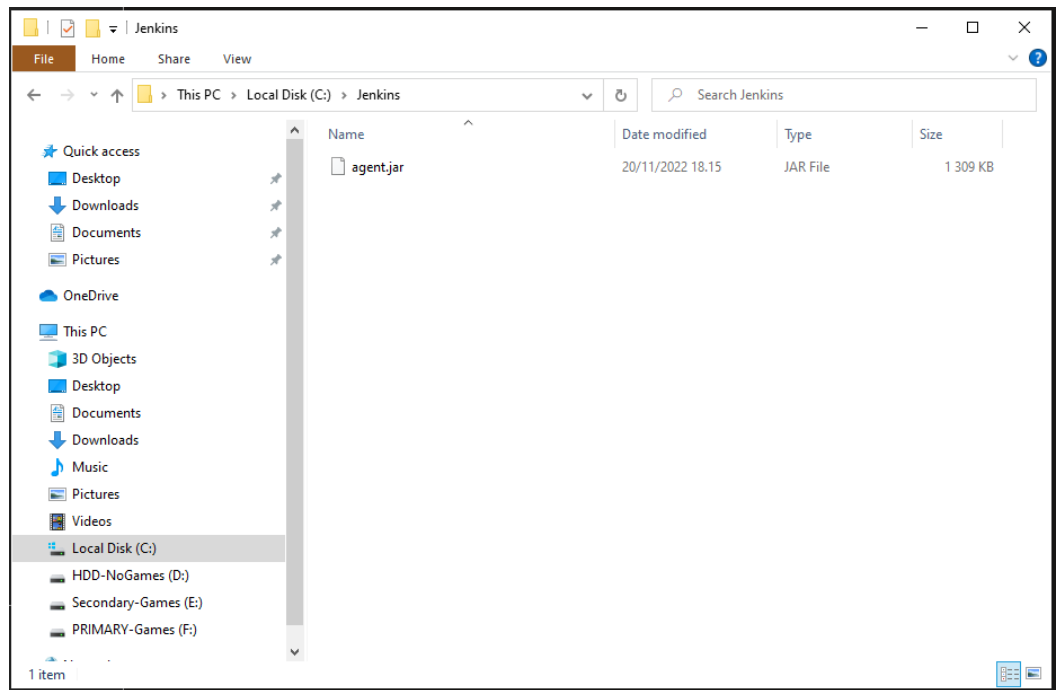 Jenkins
File Home Share View
This PC > Local Disk (C:) > Jenkins
Search Jenkins
Name Date modified Type Size
agent.jar 20/11/2022 18.15 JAR File 1 309 KB
Quick access
Desktop
Downloads
Documents
Pictures
OneDrive
This PC
3D Objects
Desktop
Documents
Downloads
Music
Pictures
Videos
Local Disk (C:)
HDD-NoGames (D:)
Secondary-Games (E:)
PRIMARY-Games (F:)
1 item